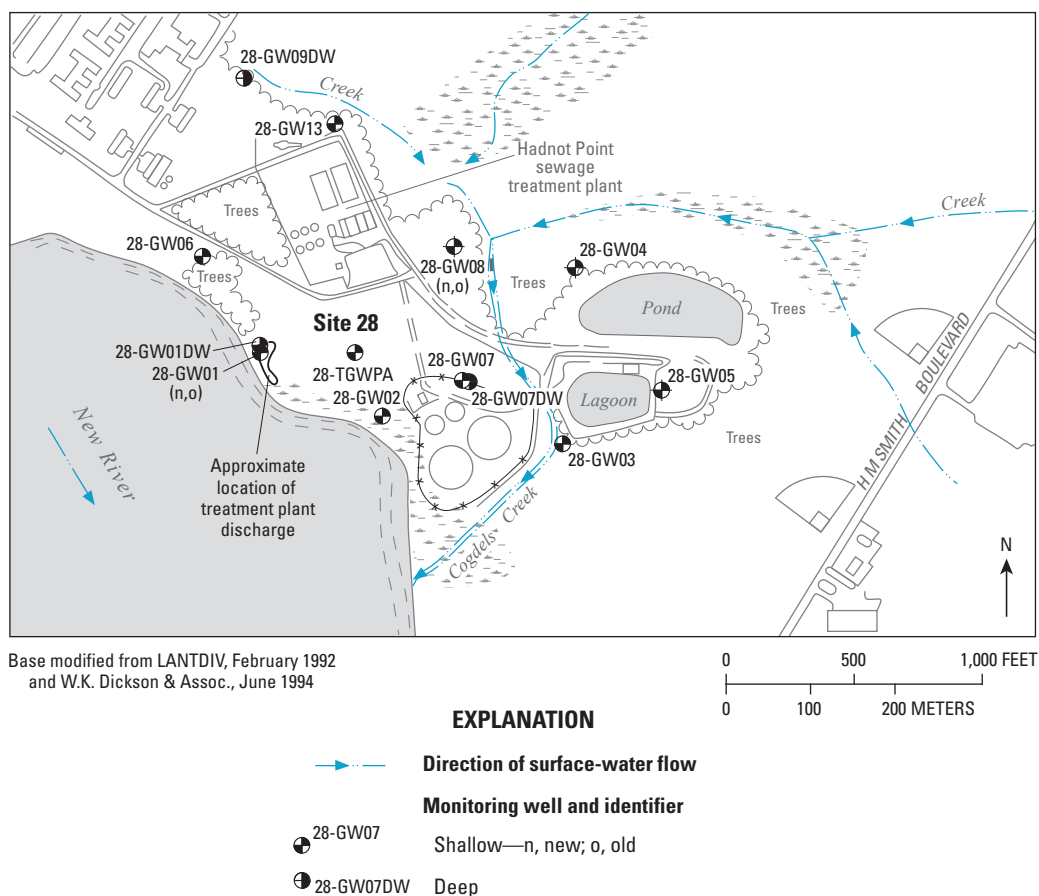 28-GW09DW
Creek
28-GW13
Hadnot Point
sewage
treatment plant
Trees
Creek
28-GW06
Trees
28-GW08
(n,o)
Trees
28-GW04
Pond
Trees
Site 28
28-GW01DW
28-GW01
(n,o)
28-TGWPA
28-GW02
28-GW07
28-GW07DW
Lagoon
28-GW05
Trees
28-GW03
New River
Approximate
location of
treatment plant
discharge
Cogdels Creek
H M SMITH BOULEVARD
N
Base modified from LANTDIV, February 1992
and W.K. Dickson & Assoc., June 1994
0 500 1,000 FEET
0 100 200 METERS
EXPLANATION
Direction of surface-water flow
Monitoring well and identifier
28-GW07 Shallow—n, new; o, old
28-GW07DW Deep